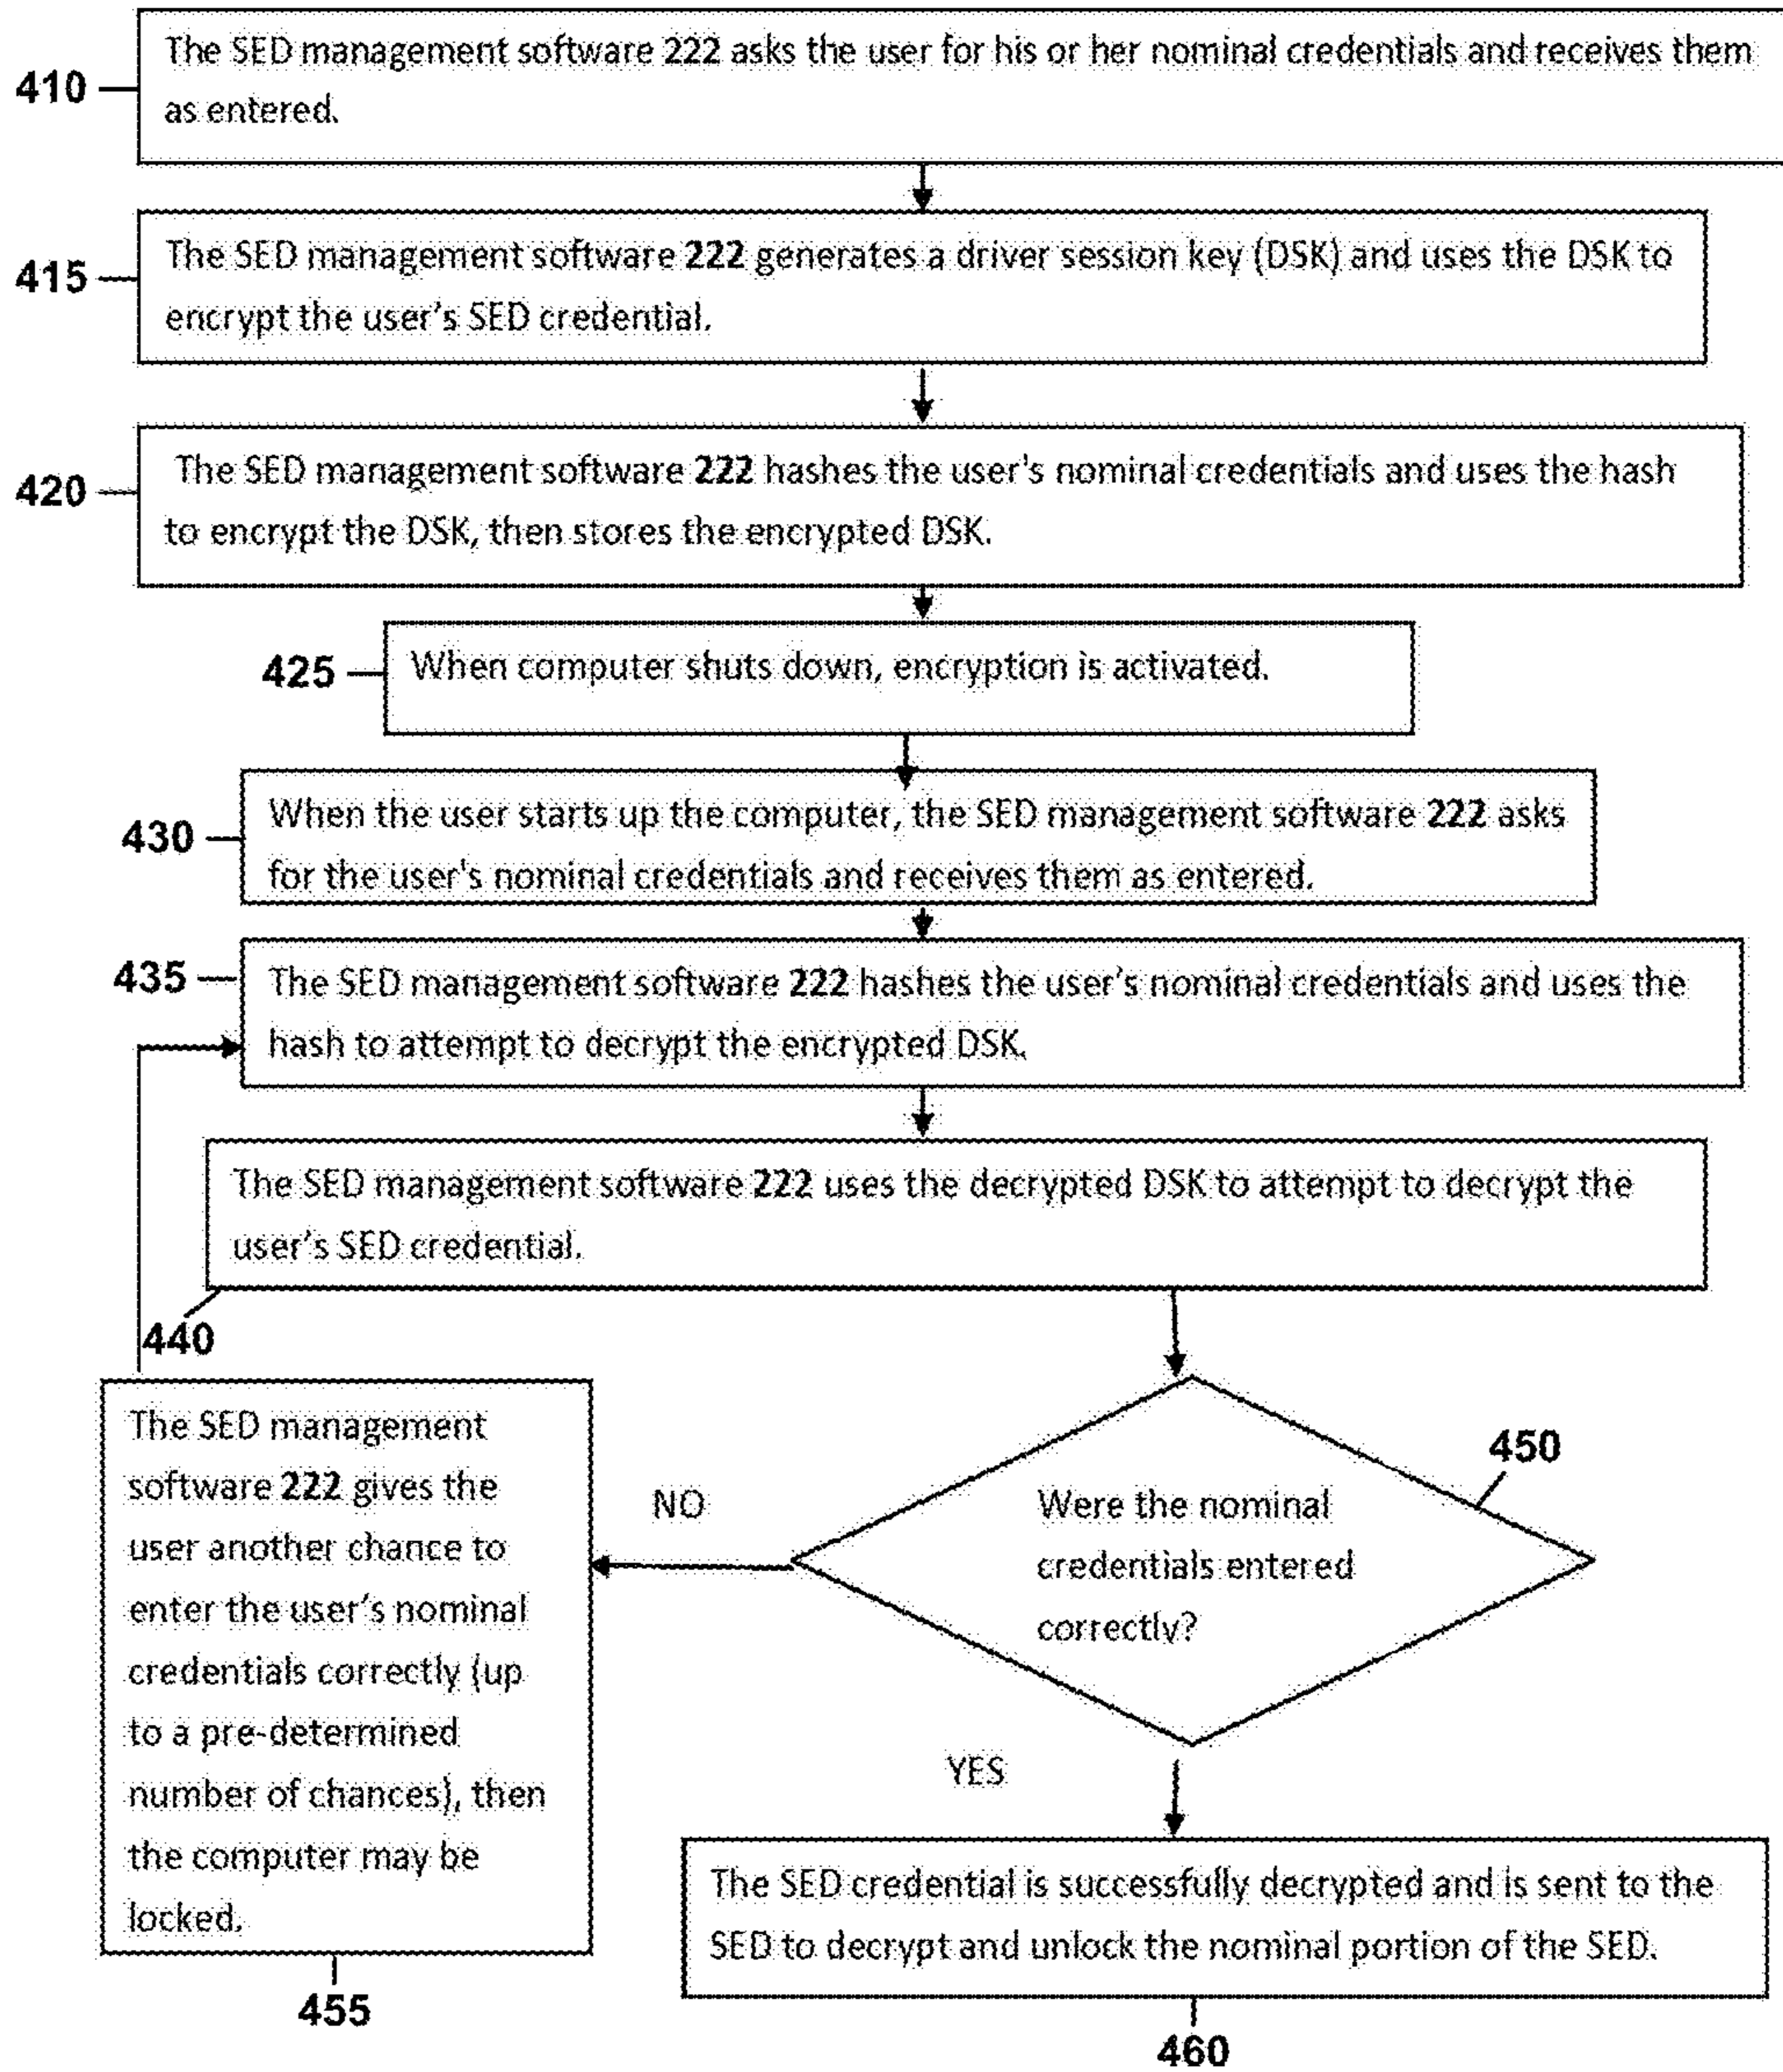 The SED management software 222 asks the user for his or her nominal credentials and receives them
as entered.
410
The SED management software 222 generates a driver session key (DSK) and uses the DSK to
encrypt the user's SED credential.
415
The SED management software 222 hashes the user's nominal credentials and uses the hash
to encrypt the DSK, then stores the encrypted DSK.
420
When computer shuts down, encryption is activated.
425
When the user starts up the computer, the SED management software 222 asks
for the user's nominal credentials and receives them as entered.
430
The SED management software 222 hashes the user's nominal credentials and uses the
hash to attempt to decrypt the encrypted DSK.
435
The SED management software 222 uses the decrypted DSK to attempt to decrypt the
user's SED credential.
440
Were the nominal
credentials entered
correctly?
450
NO
The SED management
software 222 gives the
user another chance to
enter the user's nominal
credentials correctly (up
to a pre-determined
number of chances), then
the computer may be
locked.
455
YES
The SED credential is successfully decrypted and is sent to the
SED to decrypt and unlock the nominal portion of the SED.
460